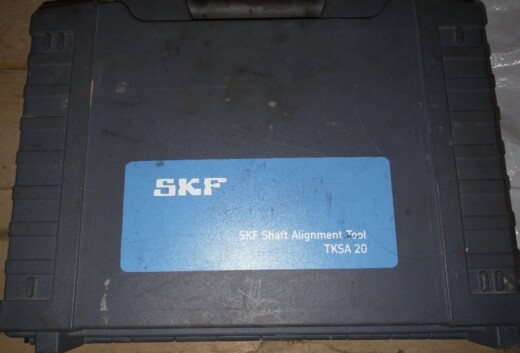 SKF
SKF Shaft Alignment Tool
TKSA 20